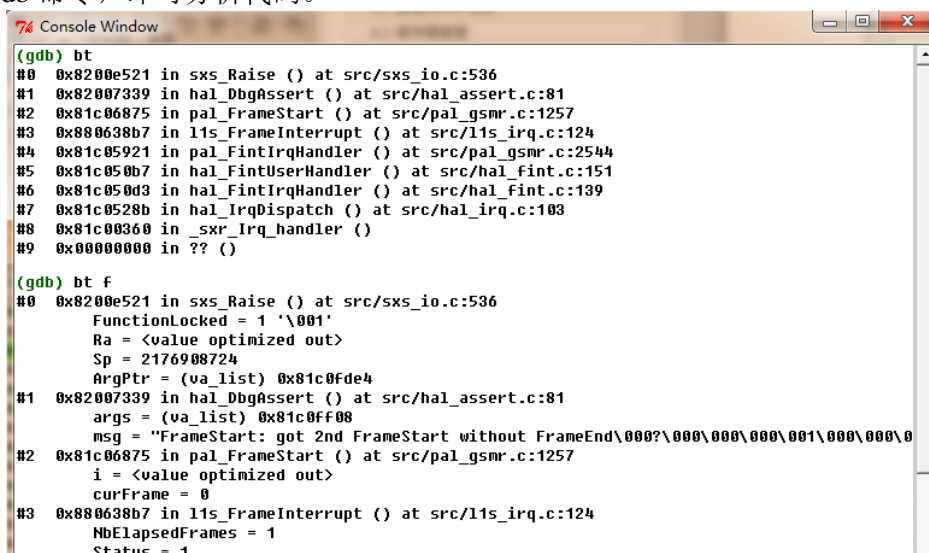 Console Window
(gdb) bt
#0 0x8200e521 in sxs_Raise () at src/sxs_io.c:536
#1 0x82007339 in hal_DbgAssert () at src/hal_assert.c:81
#2 0x81c06875 in pal_FrameStart () at src/pal_gsmr.c:1257
#3 0x880638b7 in l1s_FrameInterrupt () at src/l1s_irq.c:124
#4 0x81c05921 in pal_FintIrqHandler () at src/pal_gsmr.c:2544
#5 0x81c050b7 in hal_FintUserHandler () at src/hal_fint.c:151
#6 0x81c050d3 in hal_FintIrqHandler () at src/hal_fint.c:139
#7 0x81c0528b in hal_IrqDispatch () at src/hal_irq.c:103
#8 0x81c00360 in _sxr_Irq_handler ()
#9 0x00000000 in ?? ()
(gdb) bt f
#0 0x8200e521 in sxs_Raise () at src/sxs_io.c:536
FunctionLocked = 1 '\001'
Ra = <value optimized out>
Sp = 2176908724
ArgPtr = (va_list) 0x81c0fde4
#1 0x82007339 in hal_DbgAssert () at src/hal_assert.c:81
args = (va_list) 0x81c0ff08
msg = "FrameStart: got 2nd FrameStart without FrameEnd\000?\000\000\000\001\000\000\0
#2 0x81c06875 in pal_FrameStart () at src/pal_gsmr.c:1257
i = <value optimized out>
curFrame = 0
#3 0x880638b7 in l1s_FrameInterrupt () at src/l1s_irq.c:124
NbElapsedFrames = 1
Status = 1